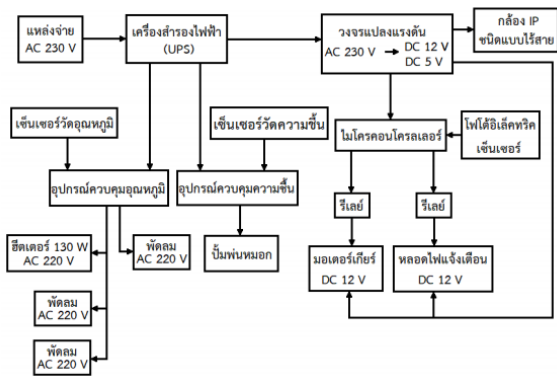 แหล่งจ่าย
AC 230 V
เครื่องสำรองไฟฟ้า
(UPS)
วงจรแปลงแรงดัน
AC 230 V → DC 12 V
DC 5 V
กล้อง IP
ชนิดแบบไร้สาย
เซ็นเซอร์วัดอุณหภูมิ
เซ็นเซอร์วัดความชื้น
ไมโครคอนโครลเลอร์
โฟโต้อิเล็คทริค
เซ็นเซอร์
อุปกรณ์ควบคุมอุณหภูมิ
อุปกรณ์ควบคุมความชื้น
รีเลย์
รีเลย์
ฮีตเตอร์ 130 W
AC 220 V
พัดลม
AC 220 V
ปั๊มพ่นหมอก
มอเตอร์เกียร์
DC 12 V
หลอดไฟแจ้งเตือน
DC 12 V
พัดลม
AC 220 V
พัดลม
AC 220 V